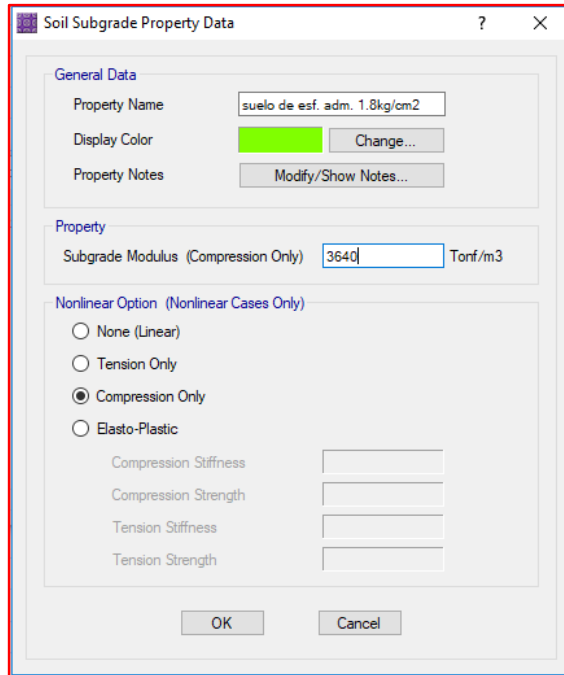 Soil Subgrade Property Data ?
General Data
Property Name suelo de esf. adm. 1.8kg/cm2
Display Color Change...
Property Notes Modify/Show Notes...
Property
Subgrade Modulus (Compression Only) 3640 Tonf/m3
Nonlinear Option (Nonlinear Cases Only)
None (Linear)
Tension Only
Compression Only
Elasto-Plastic
Compression Stiffness
Compression Strength
Tension Stiffness
Tension Strength
OK Cancel